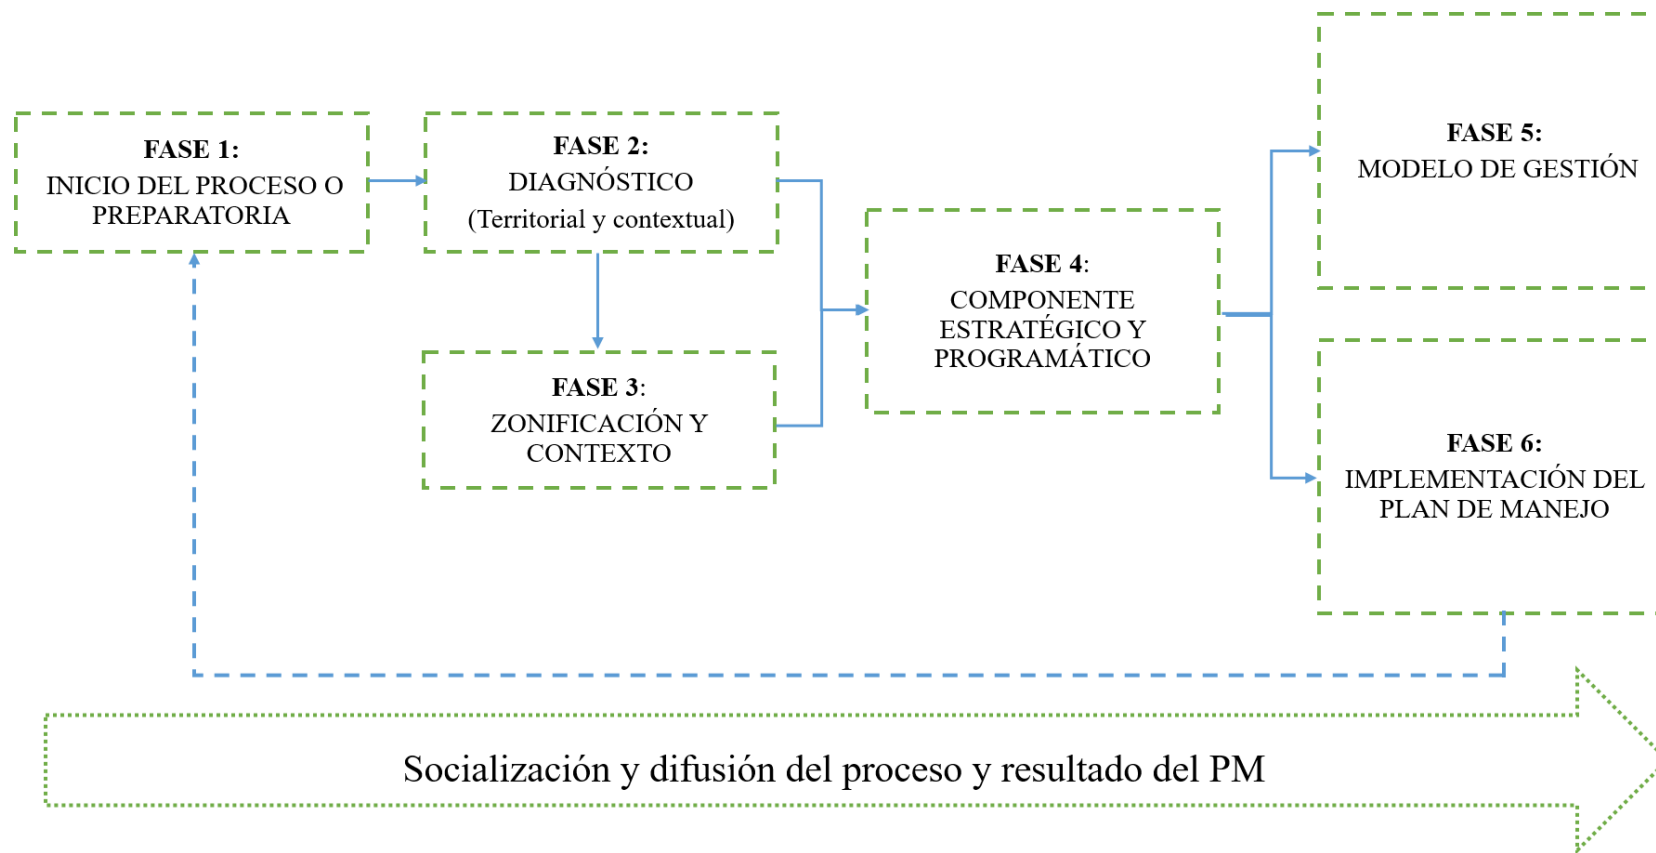 FASE 1:
INICIO DEL PROCESO O
PREPARATORIA
FASE 2:
DIAGNÓSTICO
(Territorial y contextual)
FASE 3:
ZONIFICACIÓN Y
CONTEXTO
FASE 4:
COMPONENTE
ESTRATÉGICO Y
PROGRAMÁTICO
FASE 5:
MODELO DE GESTIÓN
FASE 6:
IMPLEMENTACIÓN DEL
PLAN DE MANEJO
Socialización y difusión del proceso y resultado del PM